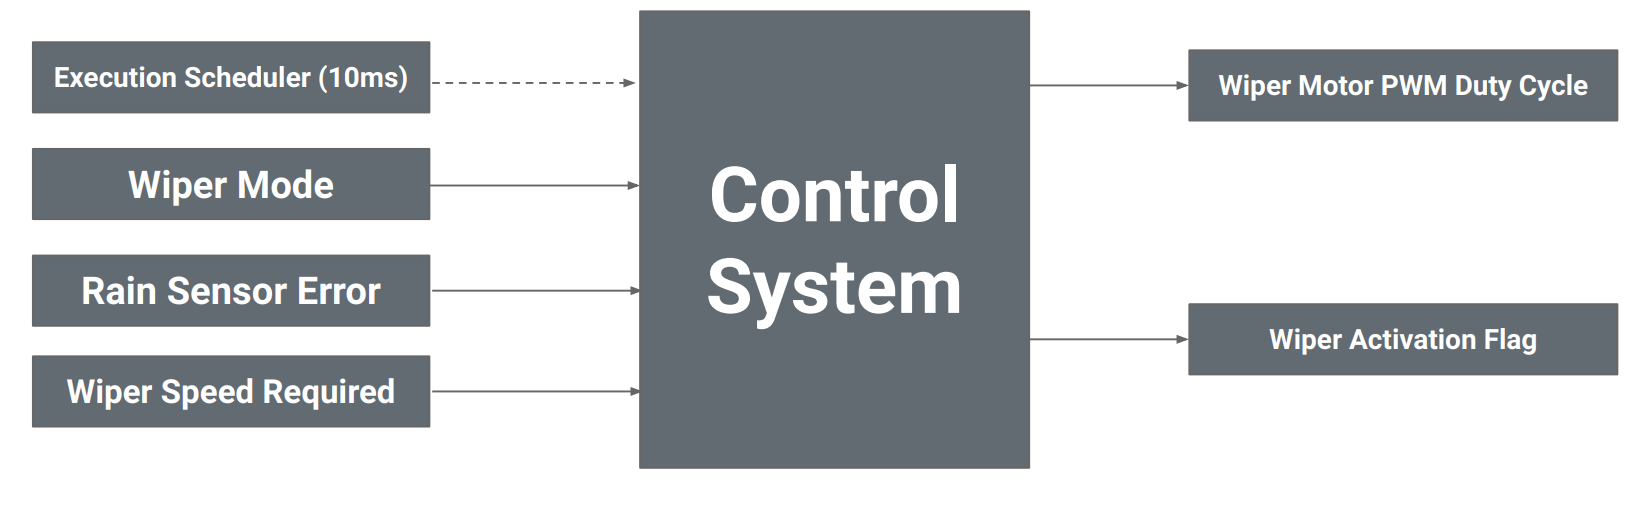 Execution Scheduler (10ms)
Wiper Mode
Rain Sensor Error
Wiper Speed Required
Control
System
Wiper Motor PWM Duty Cycle
Wiper Activation Flag